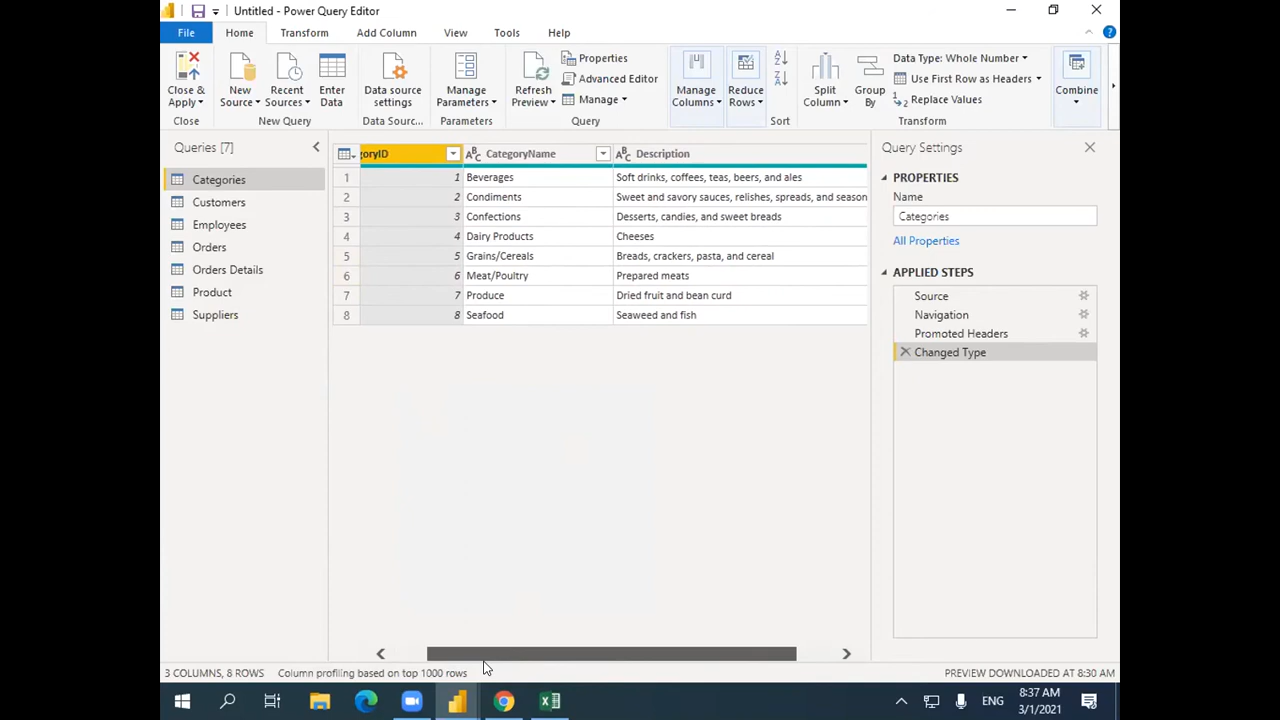 Untitled - Power Query Editor
File Home Transform Add Column View Tools Help
Close & Apply
New Source
Recent Sources
Enter Data
Data source settings
Manage Parameters
Refresh Preview
Properties
Advanced Editor
Manage
Manage Columns
Reduce Rows
Split Column
Group By
Data Type: Whole Number
Use First Row as Headers
Replace Values
Combine
Close New Query Data Sourc... Parameters Query Sort Transform
Queries [7]
Categories
Customers
Employees
Orders
Orders Details
Product
Suppliers
goryID CategoryName Description
1 1 Beverages Soft drinks, coffees, teas, beers, and ales
2 2 Condiments Sweet and savory sauces, relishes, spreads, and season
3 3 Confections Desserts, candies, and sweet breads
4 4 Dairy Products Cheeses
5 5 Grains/Cereals Breads, crackers, pasta, and cereal
6 6 Meat/Poultry Prepared meats
7 7 Produce Dried fruit and bean curd
8 8 Seafood Seaweed and fish
Query Settings
PROPERTIES
Name
Categories
All Properties
APPLIED STEPS
Source
Navigation
Promoted Headers
Changed Type
3 COLUMNS, 8 ROWS Column profiling based on top 1000 rows PREVIEW DOWNLOADED AT 8:30 AM
ENG
8:37 AM
3/1/2021